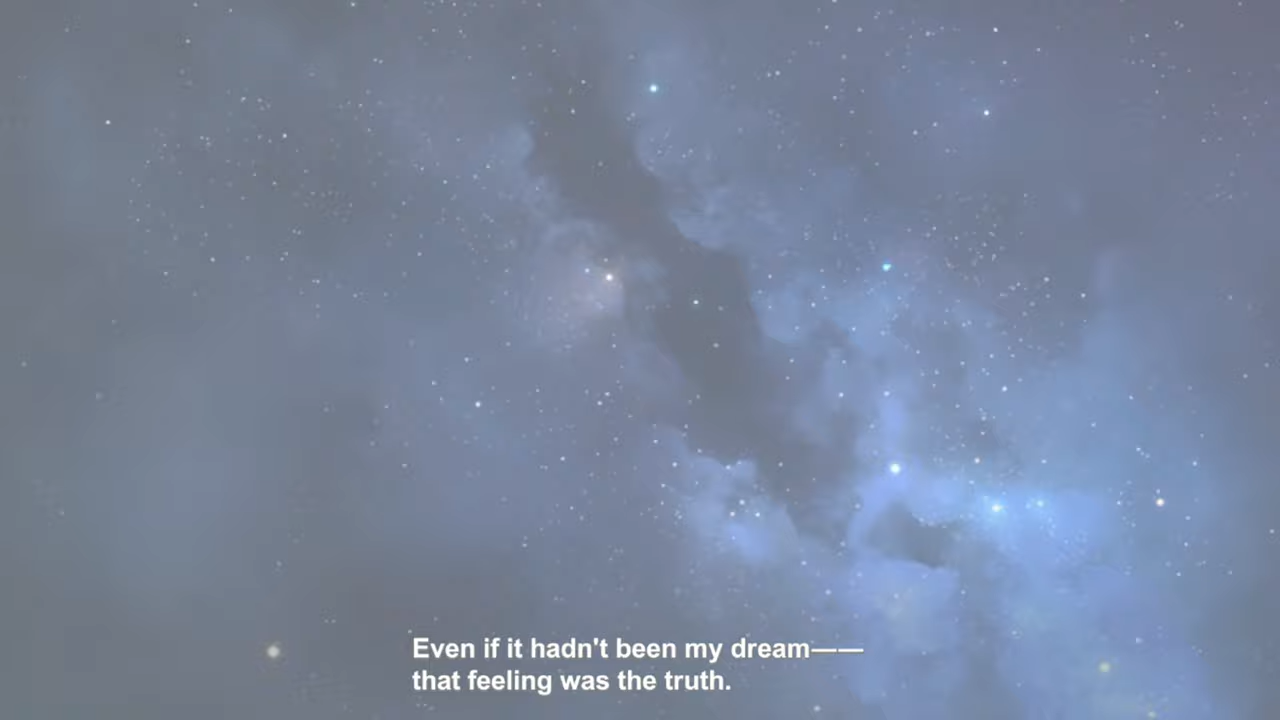 Even if it hadn't been my dream——
that feeling was the truth.